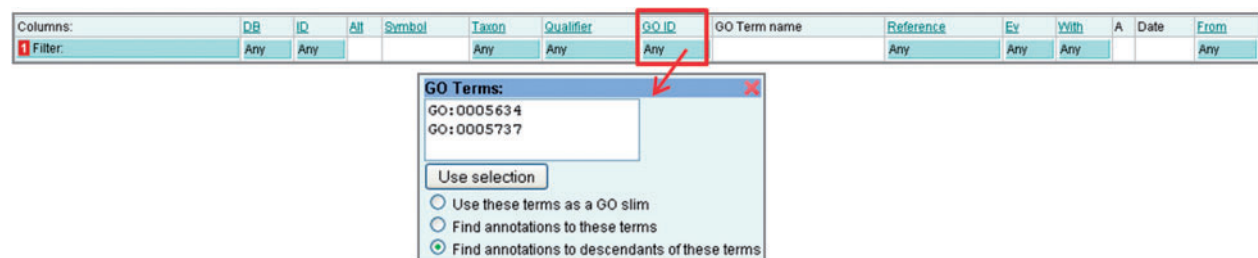 Columns: DB ID Alt Symbol Taxon Qualifier GO ID GO Term name Reference Ev With A Date From
1 Filter: Any Any Any Any Any Any Any Any Any
GO Terms:
GO:0005634
GO:0005737
Use selection
Use these terms as a GO slim
Find annotations to these terms
Find annotations to descendants of these terms